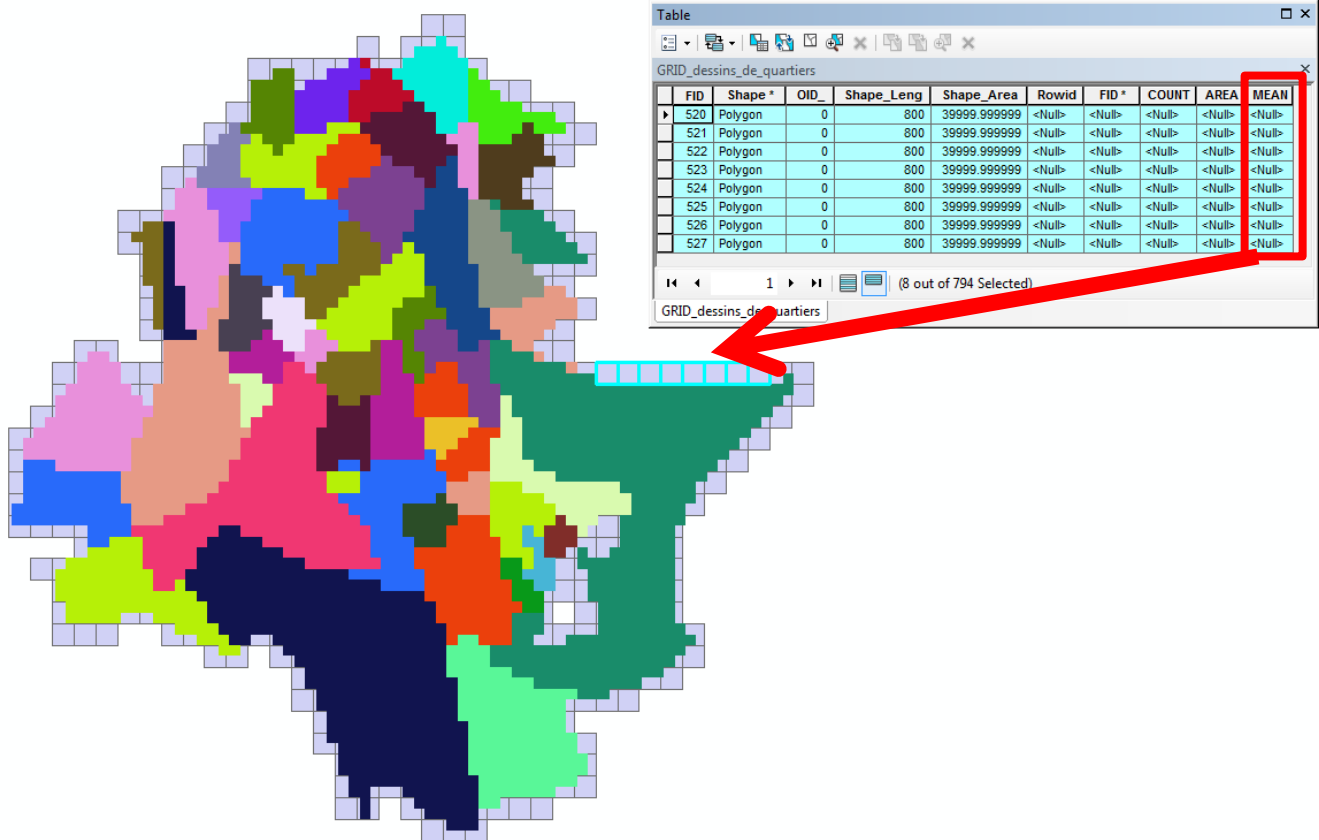 Table
GRID_dessins_de_quartiers
FID Shape * OID_ Shape_Leng Shape_Area Rowid FID * COUNT AREA MEAN
520 Polygon 0 800 39999.999999 <Null> <Null> <Null> <Null> <Null>
521 Polygon 0 800 39999.999999 <Null> <Null> <Null> <Null> <Null>
522 Polygon 0 800 39999.999999 <Null> <Null> <Null> <Null> <Null>
523 Polygon 0 800 39999.999999 <Null> <Null> <Null> <Null> <Null>
524 Polygon 0 800 39999.999999 <Null> <Null> <Null> <Null> <Null>
525 Polygon 0 800 39999.999999 <Null> <Null> <Null> <Null> <Null>
526 Polygon 0 800 39999.999999 <Null> <Null> <Null> <Null> <Null>
527 Polygon 0 800 39999.999999 <Null> <Null> <Null> <Null> <Null>
1 (8 out of 794 Selected)
GRID_dessins_de_quartiers